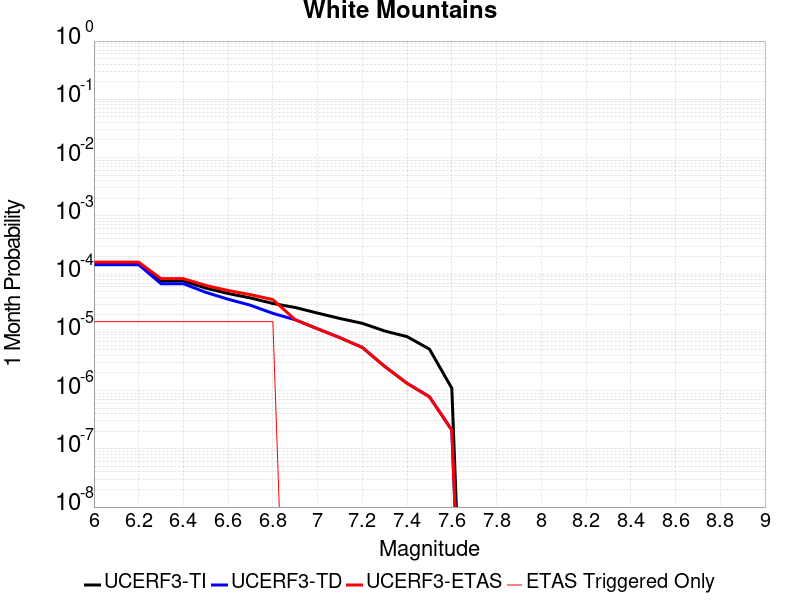 White Mountains
10^0
10^-1
10^-2
10^-3
10^-4
10^-5
10^-6
10^-7
10^-8
1 Month Probability
6 6.2 6.4 6.6 6.8 7 7.2 7.4 7.6 7.8 8 8.2 8.4 8.6 8.8 9
Magnitude
UCERF3-TI UCERF3-TD UCERF3-ETAS ETAS Triggered Only